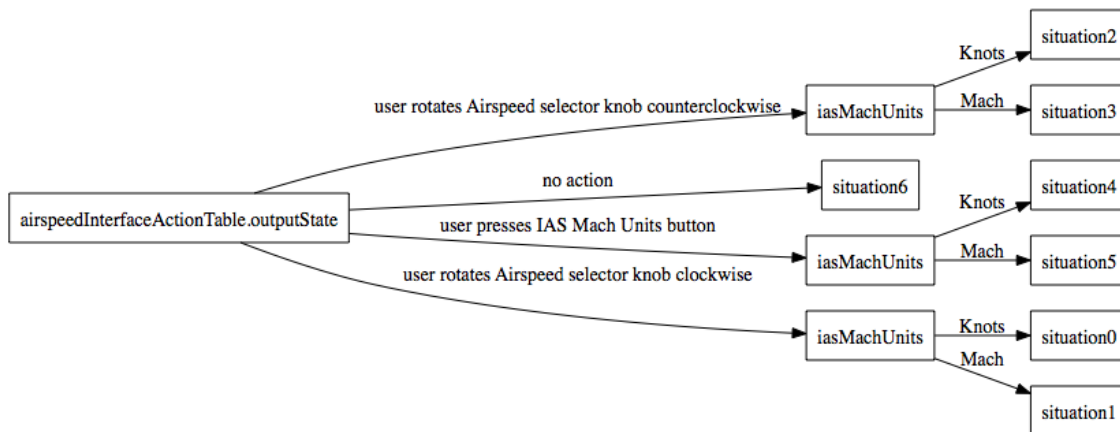 situation2
Knots
user rotates Airspeed selector knob counterclockwise
iasMachUnits
Mach
situation3
no action
situation6
situation4
Knots
airspeedInterfaceActionTable.outputState
user presses IAS Mach Units button
iasMachUnits
Mach
situation5
user rotates Airspeed selector knob clockwise
iasMachUnits
Knots
situation0
Mach
situation1